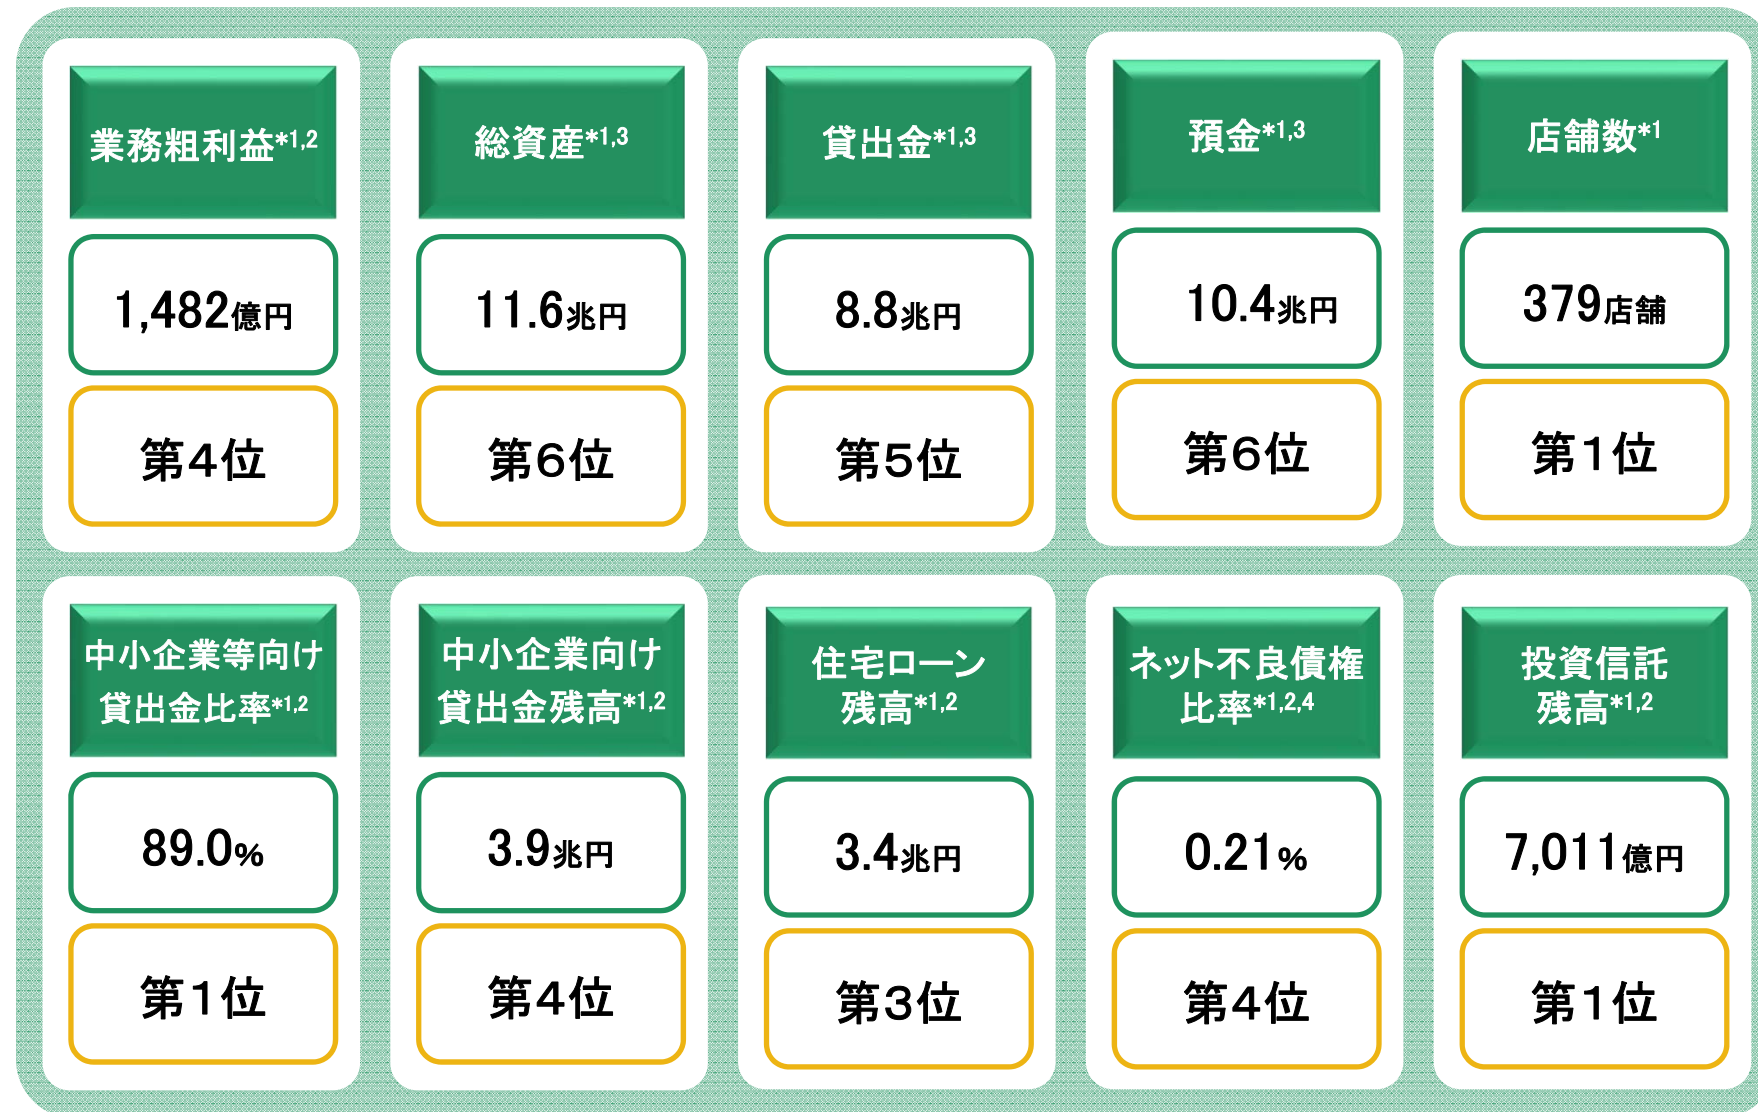 業務粗利益*1,2
1,482億円
第4位
総資産*1,3
11.6兆円
第6位
貸出金*1,3
8.8兆円
第5位
預金*1,3
10.4兆円
第6位
店舗数*1
379店舗
第1位
中小企業等向け
貸出金比率*1,2
89.0%
第1位
中小企業向け
貸出金残高*1,2
3.9兆円
第4位
住宅ローン
残高*1,2
3.4兆円
第3位
ネット不良債権
比率*1,2,4
0.21%
第4位
投資信託
残高*1,2
7,011億円
第1位